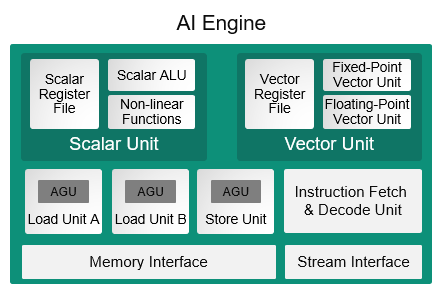 AI Engine
Scalar
Register
File
Scalar ALU
Non-linear
Functions
Scalar Unit
Vector
Register
File
Fixed-Point
Vector Unit
Floating-Point
Vector Unit
Vector Unit
AGU
Load Unit A
AGU
Load Unit B
AGU
Store Unit
Instruction Fetch
& Decode Unit
Memory Interface
Stream Interface